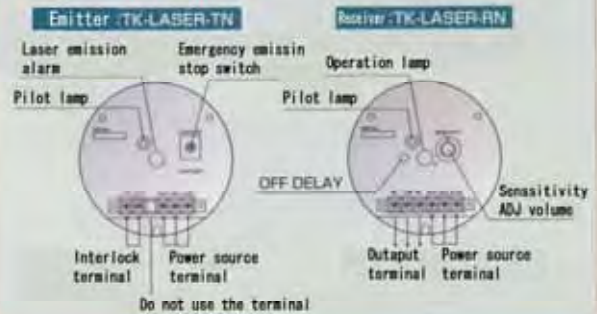 Emitter :TK-LASER-TN
Receiver :TK-LASER-RN
Laser emission
alarm
Emergency emissin
stop switch
Operation lamp
Pilot lamp
Pilot lamp
OFF DELAY
Senssitivity
ADJ volume
Interlock
terminal
Power source
terminal
Outaput
terminal
Power source
terminal
Do not use the terminal